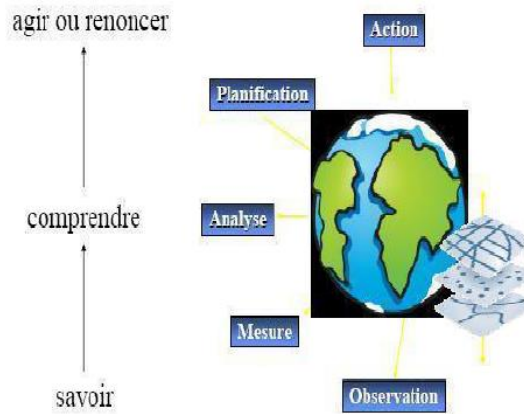 agir ou renoncer
comprendre
savoir
Action
Planification
Analyse
Mesure
Observation